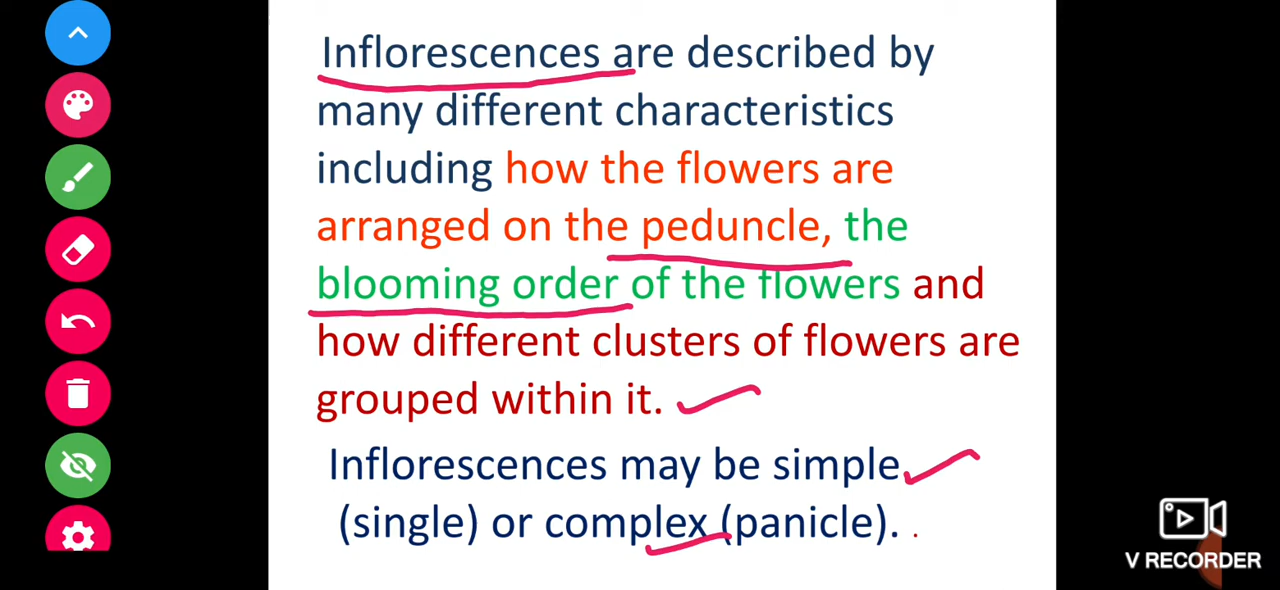 Inflorescences are described by
many different characteristics
including how the flowers are
arranged on the peduncle, the
blooming order of the flowers and
how different clusters of flowers are
grouped within it.
Inflorescences may be simple
(single) or complex (panicle).
V RECORDER